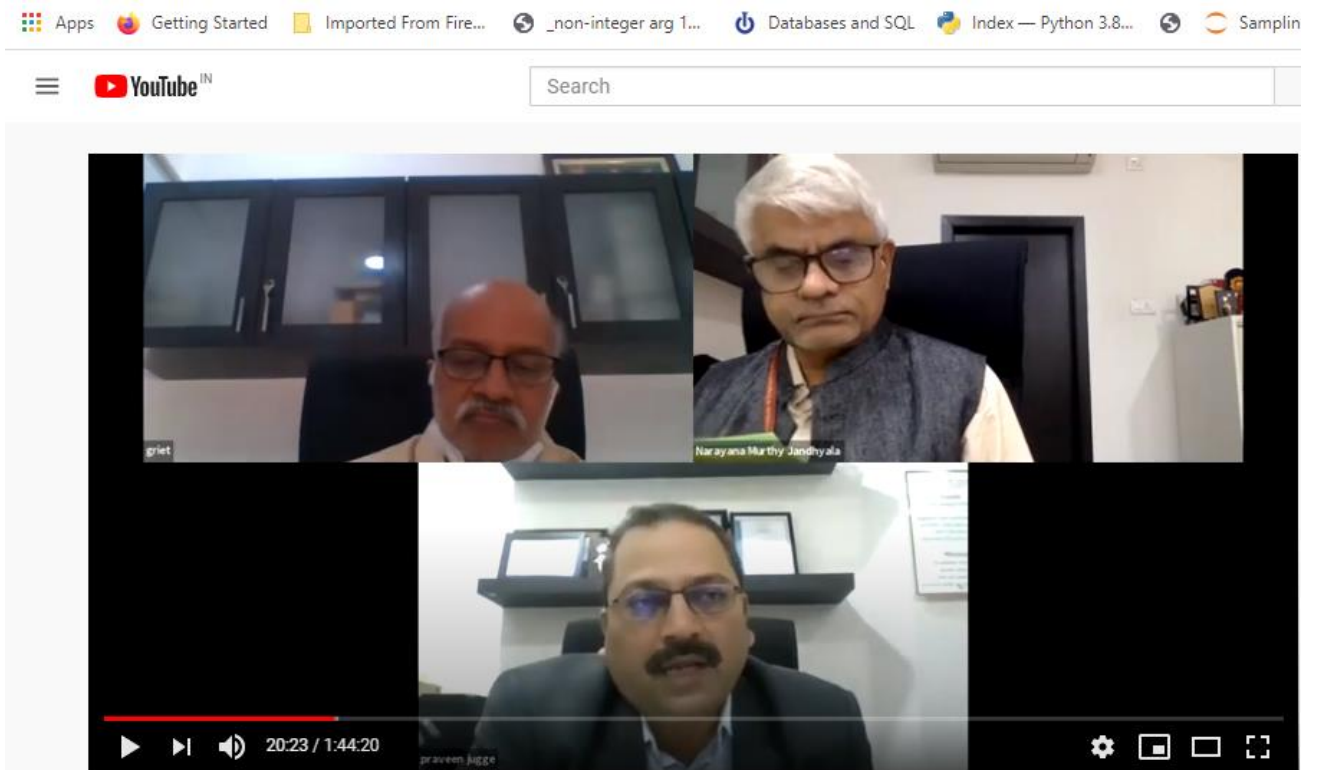 Apps Getting Started Imported From Fire... _non-integer arg 1... Databases and SQL Index — Python 3.8... Samplin
YouTube IN
Search
griet
Narayana Murthy Jandhyala
20:23 / 1:44:20
praveen jugge